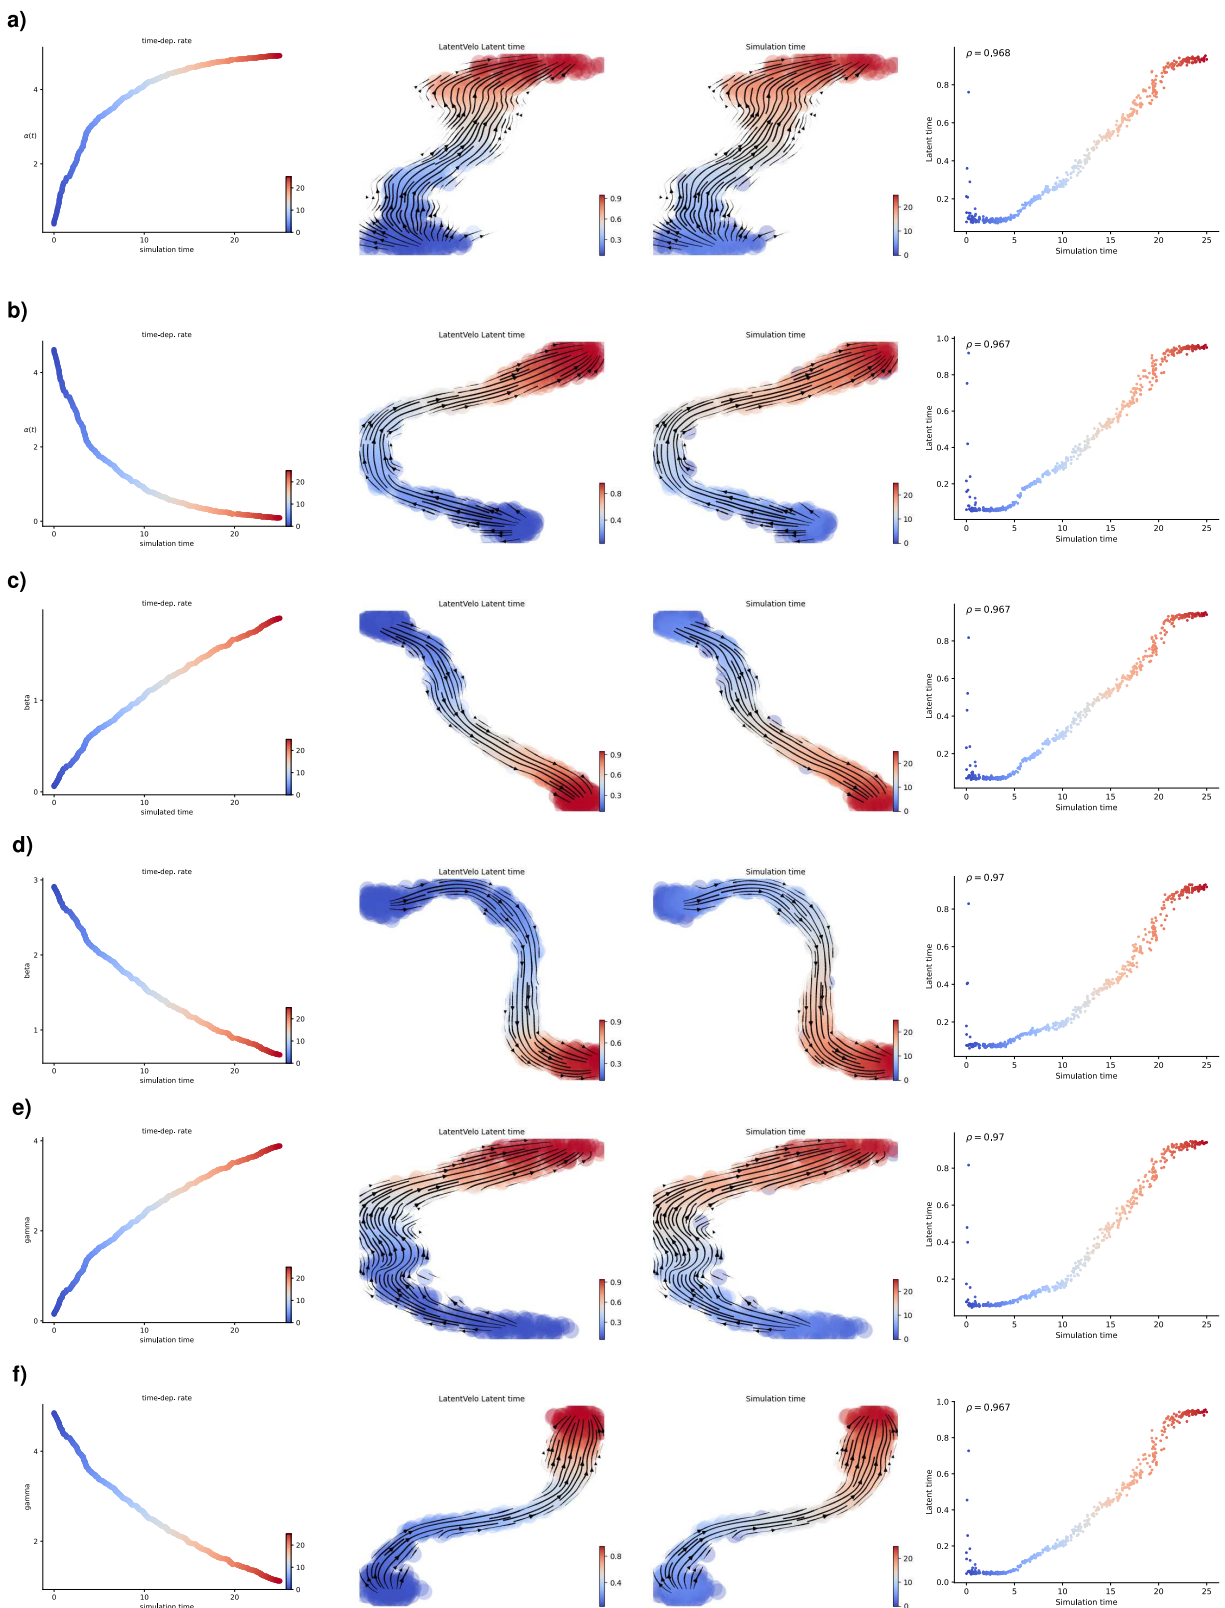 a)
time-dep. rate
α(t)
4
2
0
10
20
simulation time
20
10
0
LatentVelo Latent time
0.9
0.6
0.3
Simulation time
20
10
0
ρ = 0.968
Latent time
0.8
0.6
0.4
0.2
0
5
10
15
20
25
Simulation time
b)
time-dep. rate
α(t)
4
2
0
0
10
20
simulation time
20
10
0
LatentVelo Latent time
0.8
0.4
Simulation time
20
10
0
ρ = 0.967
Latent time
1.0
0.8
0.6
0.4
0.2
0
5
10
15
20
25
Simulation time
c)
time-dep. rate
beta
1
0
0
10
20
simulated time
20
10
0
LatentVelo Latent time
0.9
0.6
0.3
Simulation time
20
10
0
ρ = 0.967
Latent time
0.8
0.6
0.4
0.2
0
5
10
15
20
25
Simulation time
d)
time-dep. rate
beta
3
2
1
0
10
20
simulation time
20
10
0
LatentVelo Latent time
0.9
0.6
0.3
Simulation time
20
10
0
ρ = 0.97
Latent time
0.8
0.6
0.4
0.2
0
5
10
15
20
25
Simulation time
e)
time-dep. rate
gamma
4
2
0
0
10
20
simulation time
20
10
0
LatentVelo Latent time
0.9
0.6
0.3
Simulation time
20
10
0
ρ = 0.97
Latent time
0.8
0.6
0.4
0.2
0
5
10
15
20
25
Simulation time
f)
time-dep. rate
gamma
4
2
0
10
20
simulation time
20
10
0
LatentVelo Latent time
0.8
0.4
Simulation time
20
10
0
ρ = 0.967
Latent time
1.0
0.8
0.6
0.4
0.2
0.0
0
5
10
15
20
25
Simulation time